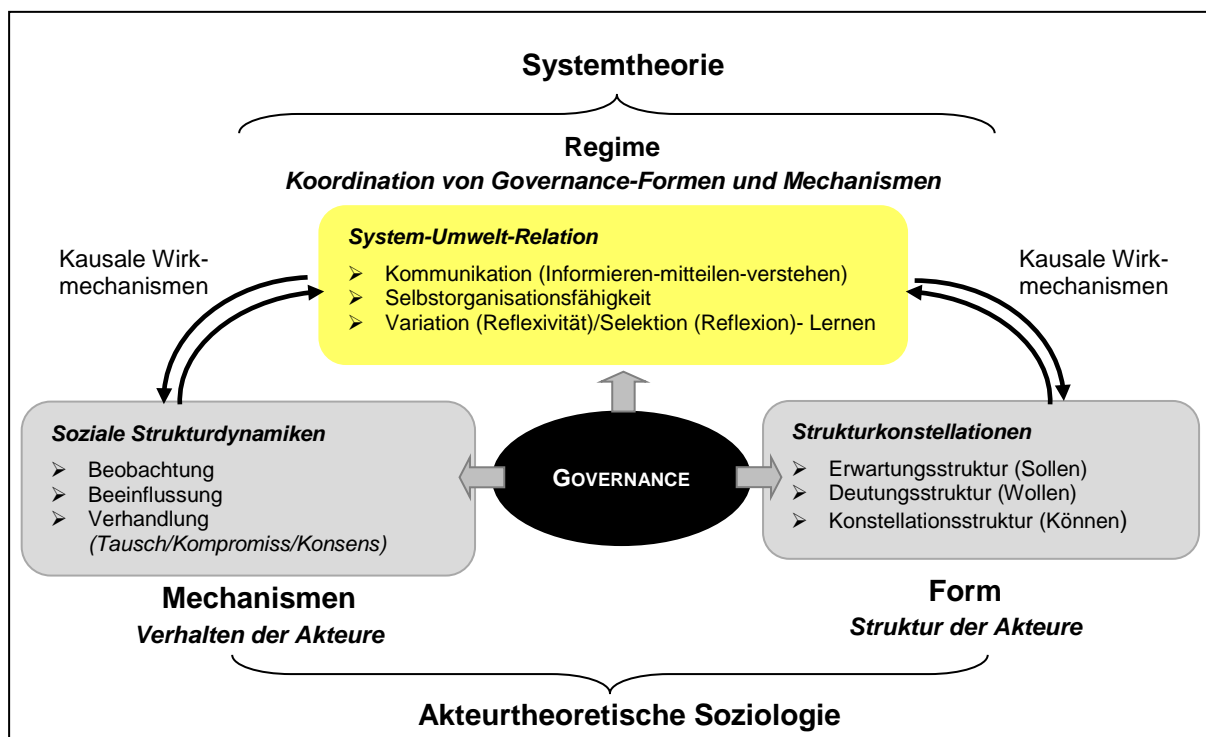 Systemtheorie
Regime
Koordination von Governance-Formen und Mechanismen
System-Umwelt-Relation
➢ Kommunikation (Informieren-mitteilen-verstehen)
➢ Selbstorganisationsfähigkeit
➢ Variation (Reflexivität)/Selektion (Reflexion)- Lernen
Kausale Wirk-
mechanismen
Kausale Wirk-
mechanismen
Soziale Strukturdynamiken
➢ Beobachtung
➢ Beeinflussung
➢ Verhandlung
(Tausch/Kompromiss/Konsens)
GOVERNANCE
Strukturkonstellationen
➢ Erwartungsstruktur (Sollen)
➢ Deutungsstruktur (Wollen)
➢ Konstellationsstruktur (Können)
Mechanismen
Verhalten der Akteure
Form
Struktur der Akteure
Akteurtheoretische Soziologie